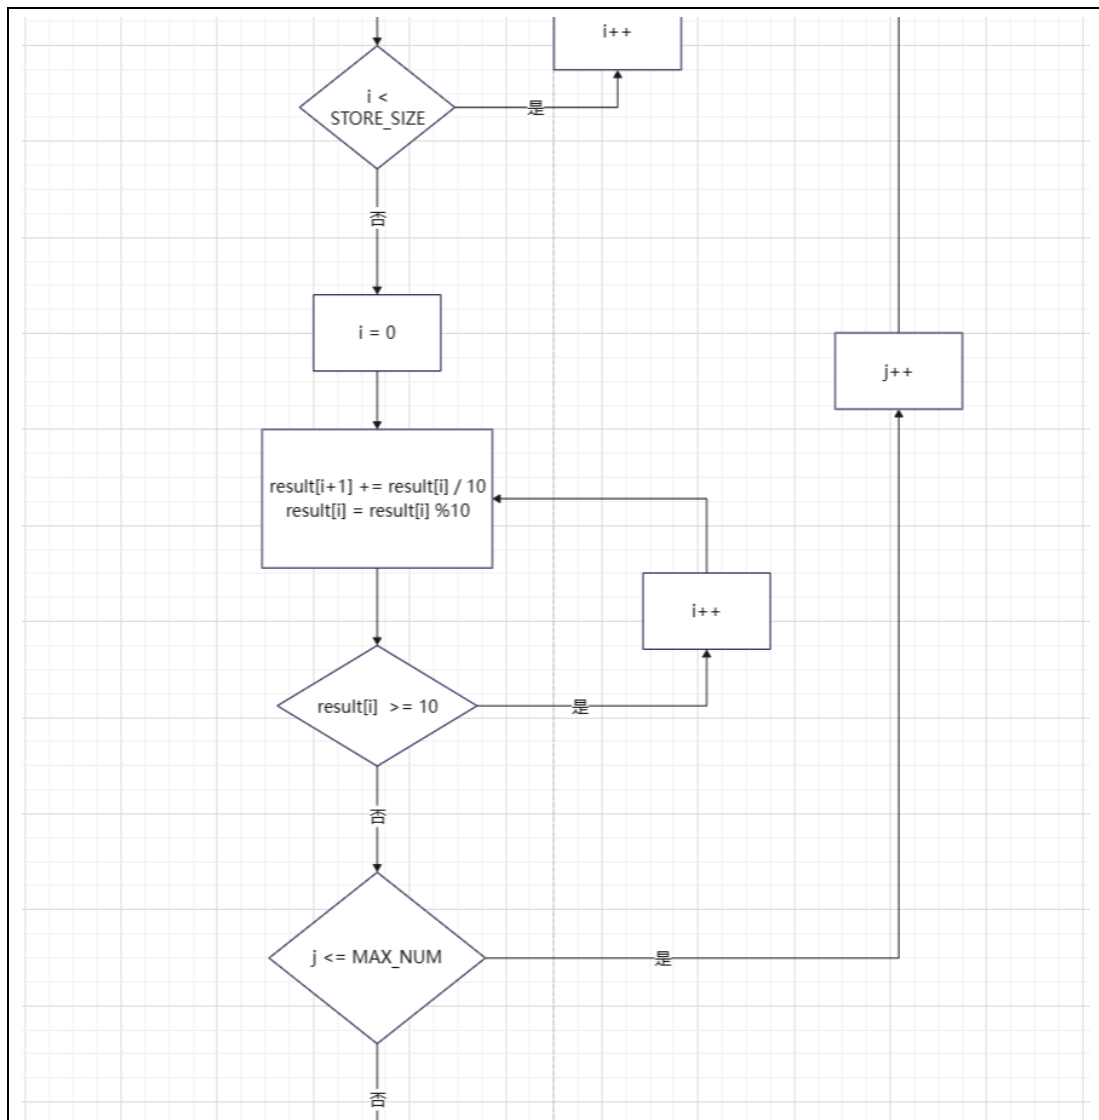 i++
i <
STORE_SIZE
是
否
i = 0
j++
result[i+1] += result[i] / 10
result[i] = result[i] %10
i++
result[i]  >= 10
是
否
j <= MAX_NUM
是
否